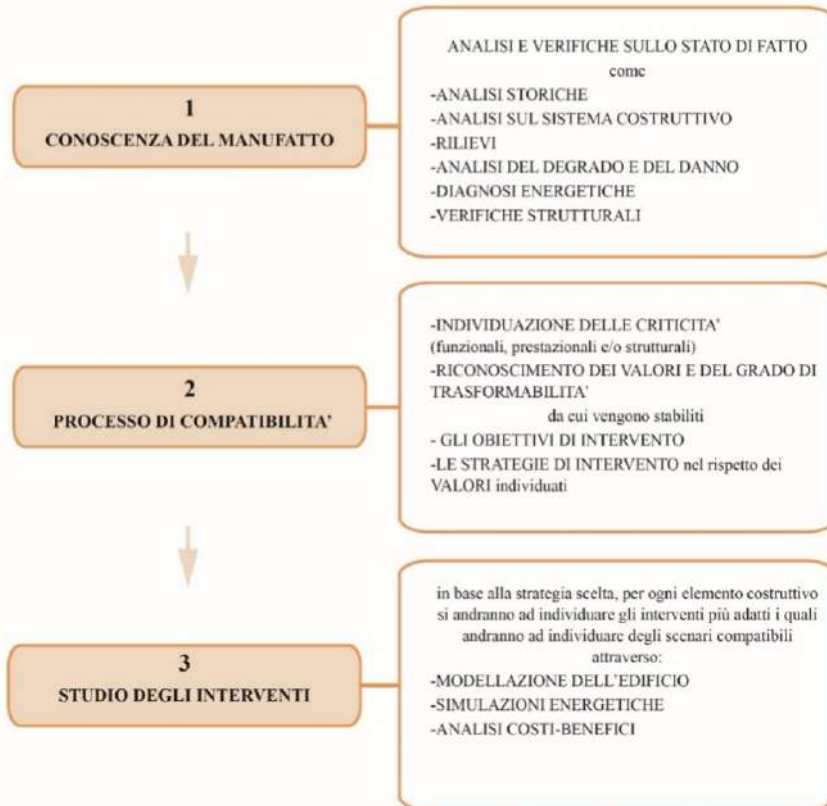 1
CONOSCENZA DEL MANUFATTO
ANALISI E VERIFICHE SULLO STATO DI FATTO
come
-ANALISI STORICHE
-ANALISI SUL SISTEMA COSTRUTTIVO
-RILIEVI
-ANALISI DEL DEGRADO E DEL DANNO
-DIAGNOSI ENERGETICHE
-VERIFICHE STRUTTURALI
2
PROCESSO DI COMPATIBILITA’
-INDIVIDUAZIONE DELLE CRITICITA’
(funzionali, prestazionali e/o strutturali)
-RICONOSCIMENTO DEI VALORI E DEL GRADO DI
TRASFORMABILITA’
da cui vengono stabiliti
- GLI OBIETTIVI DI INTERVENTO
-LE STRATEGIE DI INTERVENTO nel rispetto dei
VALORI individuati
3
STUDIO DEGLI INTERVENTI
in base alla strategia scelta, per ogni elemento costruttivo
si andranno ad individuare gli interventi più adatti i quali
andranno ad individuare degli scenari compatibili
attraverso:
-MODELLAZIONE DELL’EDIFICIO
-SIMULAZIONI ENERGETICHE
-ANALISI COSTI-BENEFICI